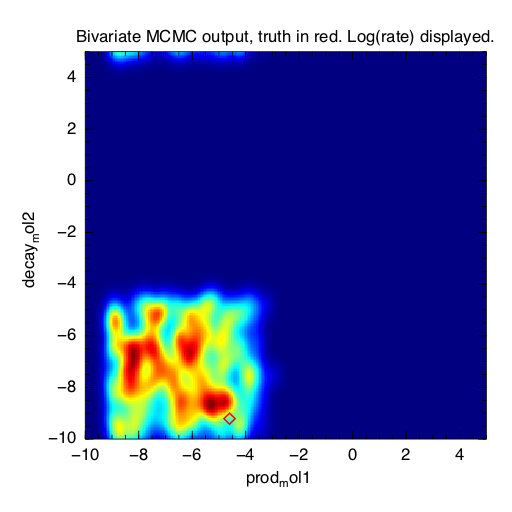 Bivariate MCMC output, truth in red. Log(rate) displayed.
4
2
0
−2
−4
−6
−8
−10
decay_mol2
−10 −8 −6 −4 −2 0 2 4
prod_mol1